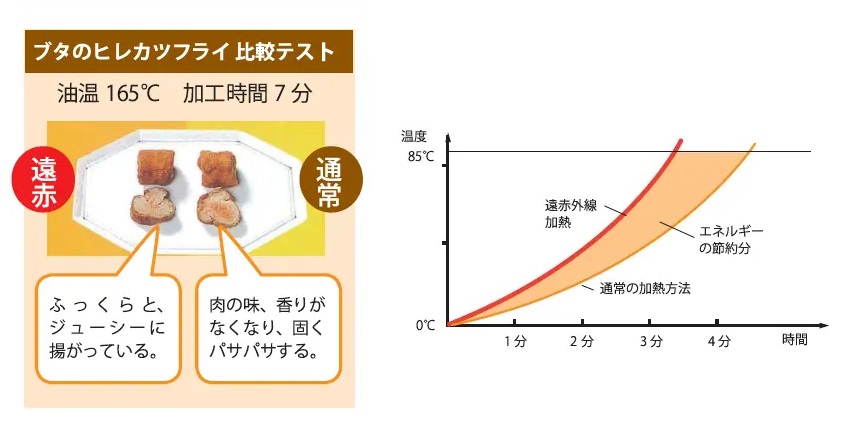 ブタのヒレカツフライ 比較テスト
油温 165℃　加工時間 7 分
遠赤
通常
ふっくらと、
ジューシーに
揚がっている。
肉の味、香りが
なくなり、固く
パサパサする。
温度
85℃
遠赤外線
加熱
エネルギー
の節約分
通常の加熱方法
0℃
1分
2分
3分
4分
時間